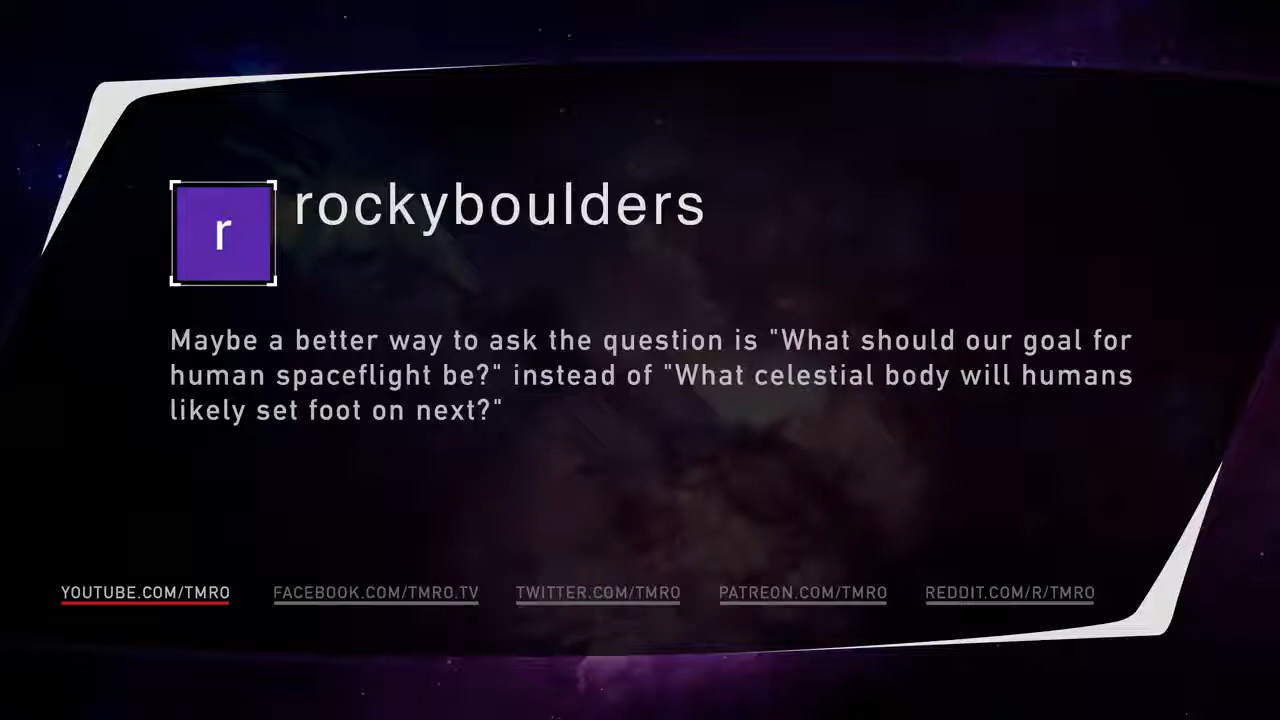 r
rockyboulders
Maybe a better way to ask the question is "What should our goal for
human spaceflight be?" instead of "What celestial body will humans
likely set foot on next?"
YOUTUBE.COM/TMRO FACEBOOK.COM/TMRO.TV TWITTER.COM/TMRO PATREON.COM/TMRO REDDIT.COM/R/TMRO